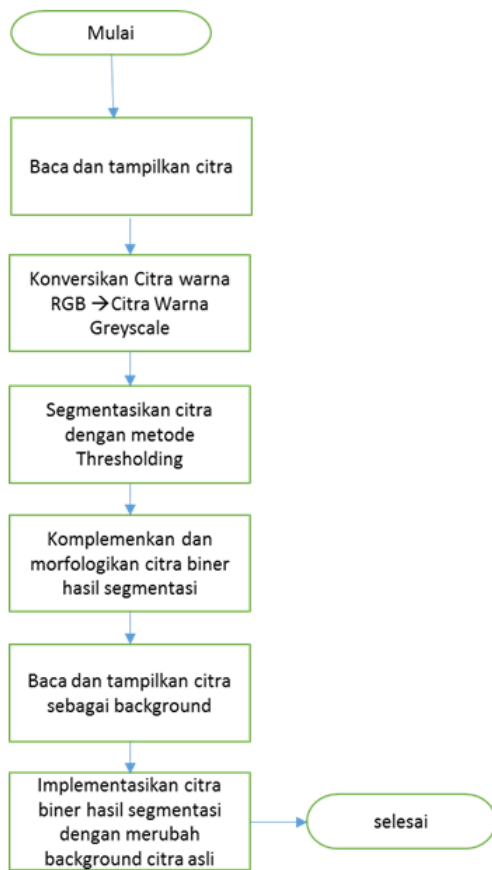 Mulai
Baca dan tampilkan citra
Konversikan Citra warna
RGB →Citra Warna
Greyscale
Segmentasikan citra
dengan metode
Thresholding
Komplemenkan dan
morfologikan citra biner
hasil segmentasi
Baca dan tampilkan citra
sebagai background
Implementasikan citra
biner hasil segmentasi
dengan merubah
background citra asli
selesai